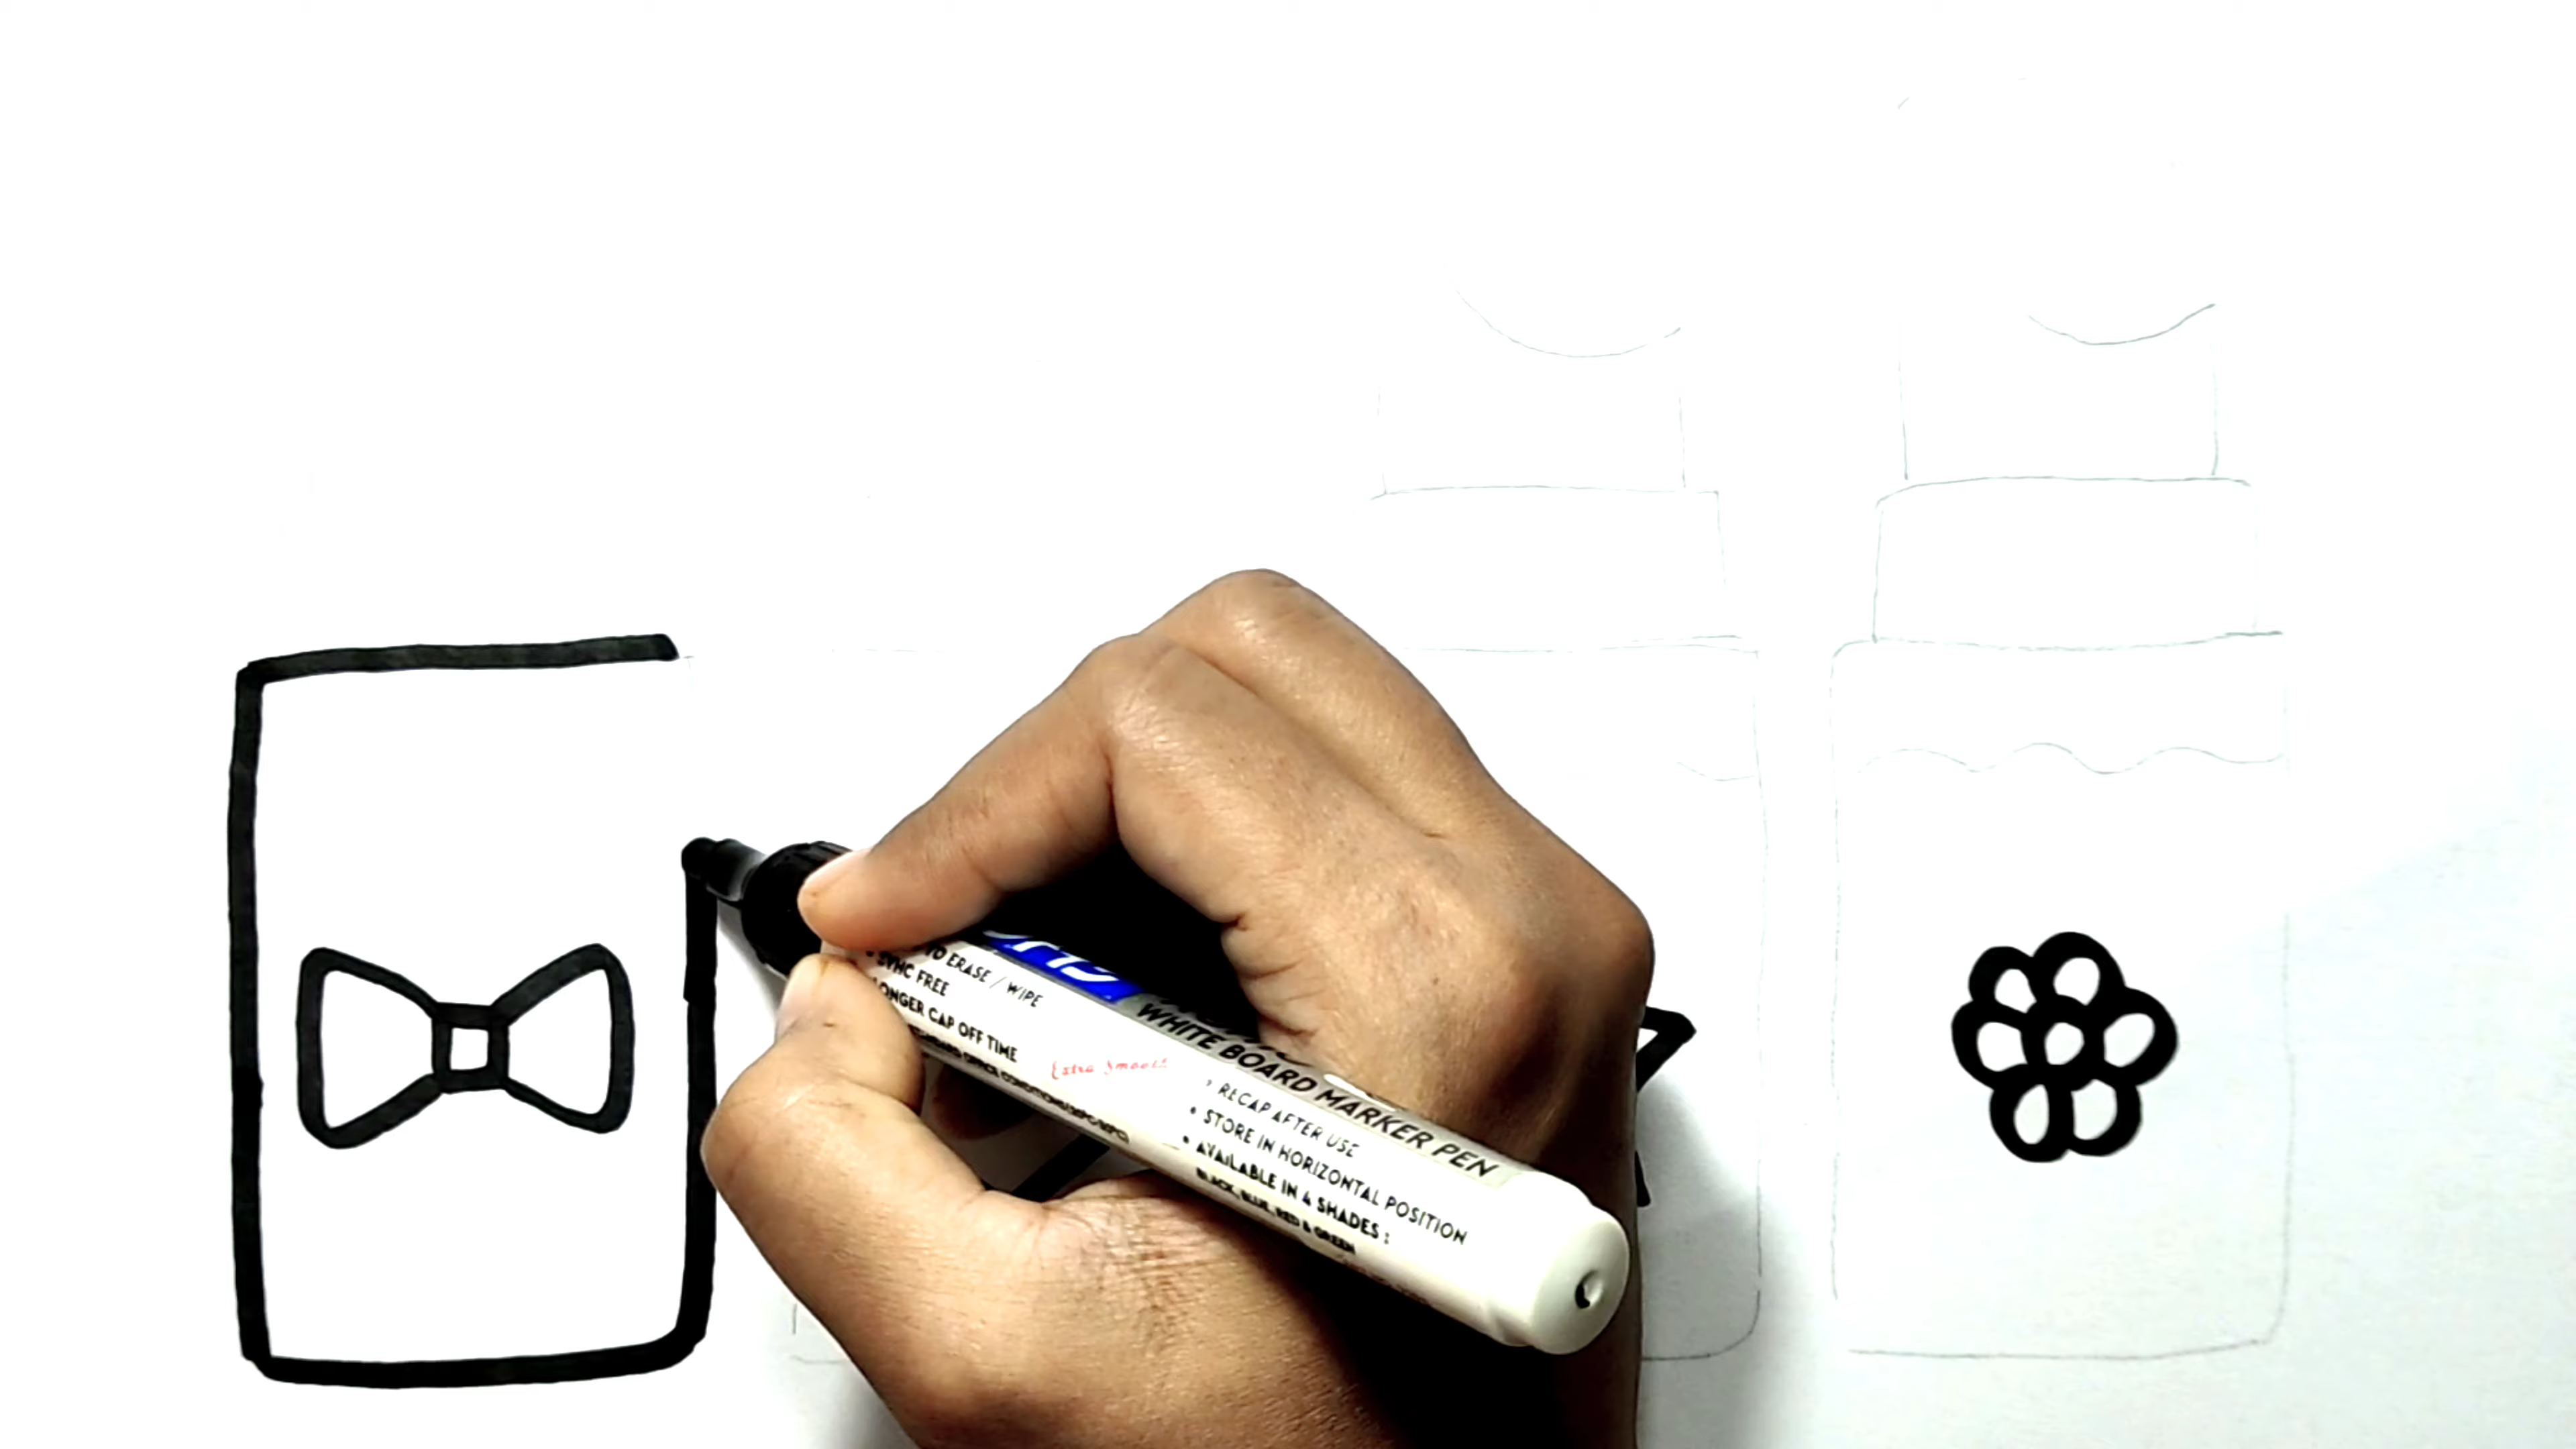 TO ERASE / WIPE
FREE
LONGER CAP OFF TIME
Extra Smooth
WHITE BOARD MARKER PEN
• RECAP AFTER USE
• STORE IN HORIZONTAL POSITION
• AVAILABLE IN 4 SHADES :
BLACK, BLUE, RED & GREEN